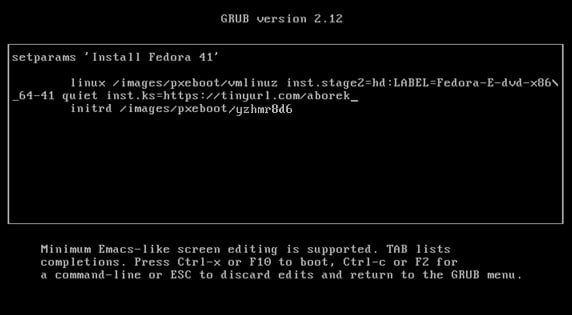 GRUB version 2.12
setparams 'Install Fedora 41'
linux /images/pxeboot/vmlinuz inst.stage2=hd:LABEL=Fedora-E-dvd-x86\
_64-41 quiet inst.ks=https://tinyurl.com/aborek_
initrd /images/pxeboot/yzhmr8d6
Minimum Emacs-like screen editing is supported. TAB lists
completions. Press Ctrl-x or F10 to boot, Ctrl-c or F2 for
a command-line or ESC to discard edits and return to the GRUB menu.